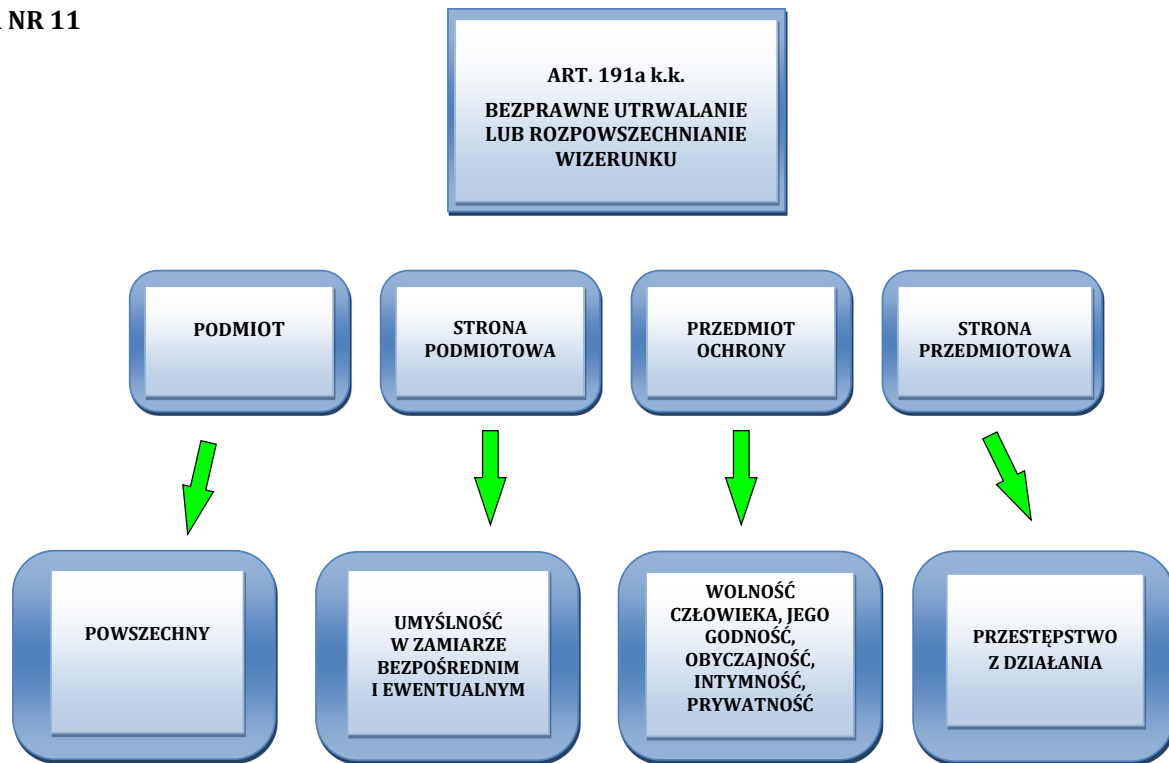 NR 11
ART. 191a k.k.
BEZPRAWNE UTRWALANIE
LUB ROZPOWSZECHNIANIE
WIZERUNKU
PODMIOT
STRONA
PODMIOTOWA
PRZEDMIOT
OCHRONY
STRONA
PRZEDMIOTOWA
POWSZECHNY
UMYŚLNOŚĆ
W ZAMIARZE
BEZPOŚREDNIM
I EWENTUALNYM
WOLNOŚĆ
CZŁOWIEKA, JEGO
GODNOŚĆ,
OBYCZAJNOŚĆ,
INTYMNOŚĆ,
PRYWATNOŚĆ
PRZESTĘPSTWO
Z DZIAŁANIA